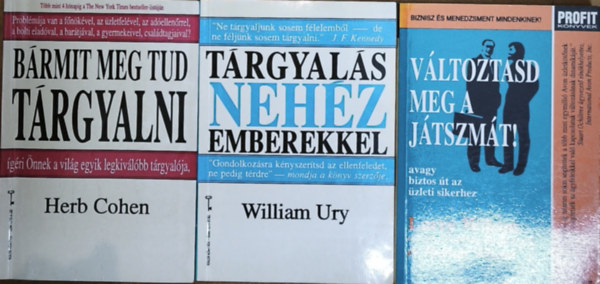 Több mint 4 hónapig a The New York Times bestseller-listáján
Problémája van a főnökével, az üzletfelével, az adóellenőrrel,
a bolti eladóval, a barátjával, a gyermekeivel, családtagjaival?
BÁRMIT MEG TUD
TÁRGYALNI
ígéri Önnek a világ egyik legkiválóbb tárgyalója,
Herb Cohen
"Ne tárgyaljunk sosem félelemből — de
ne féljünk sosem tárgyalni." J. F. Kennedy
TÁRGYALÁS
NEHÉZ
EMBEREKKEL
"Gondolkozásra kényszerítsd az ellenfeledet,
ne pedig térdre" — mondja a könyv szerzője,
William Ury
BIZNISZ ÉS MENEDZSMENT MINDENKINEK!
PROFIT
KÖNYVEK
VÁLTOZTASD
MEG A
JÁTSZMÁT!
avagy
biztos út az
üzleti sikerhez